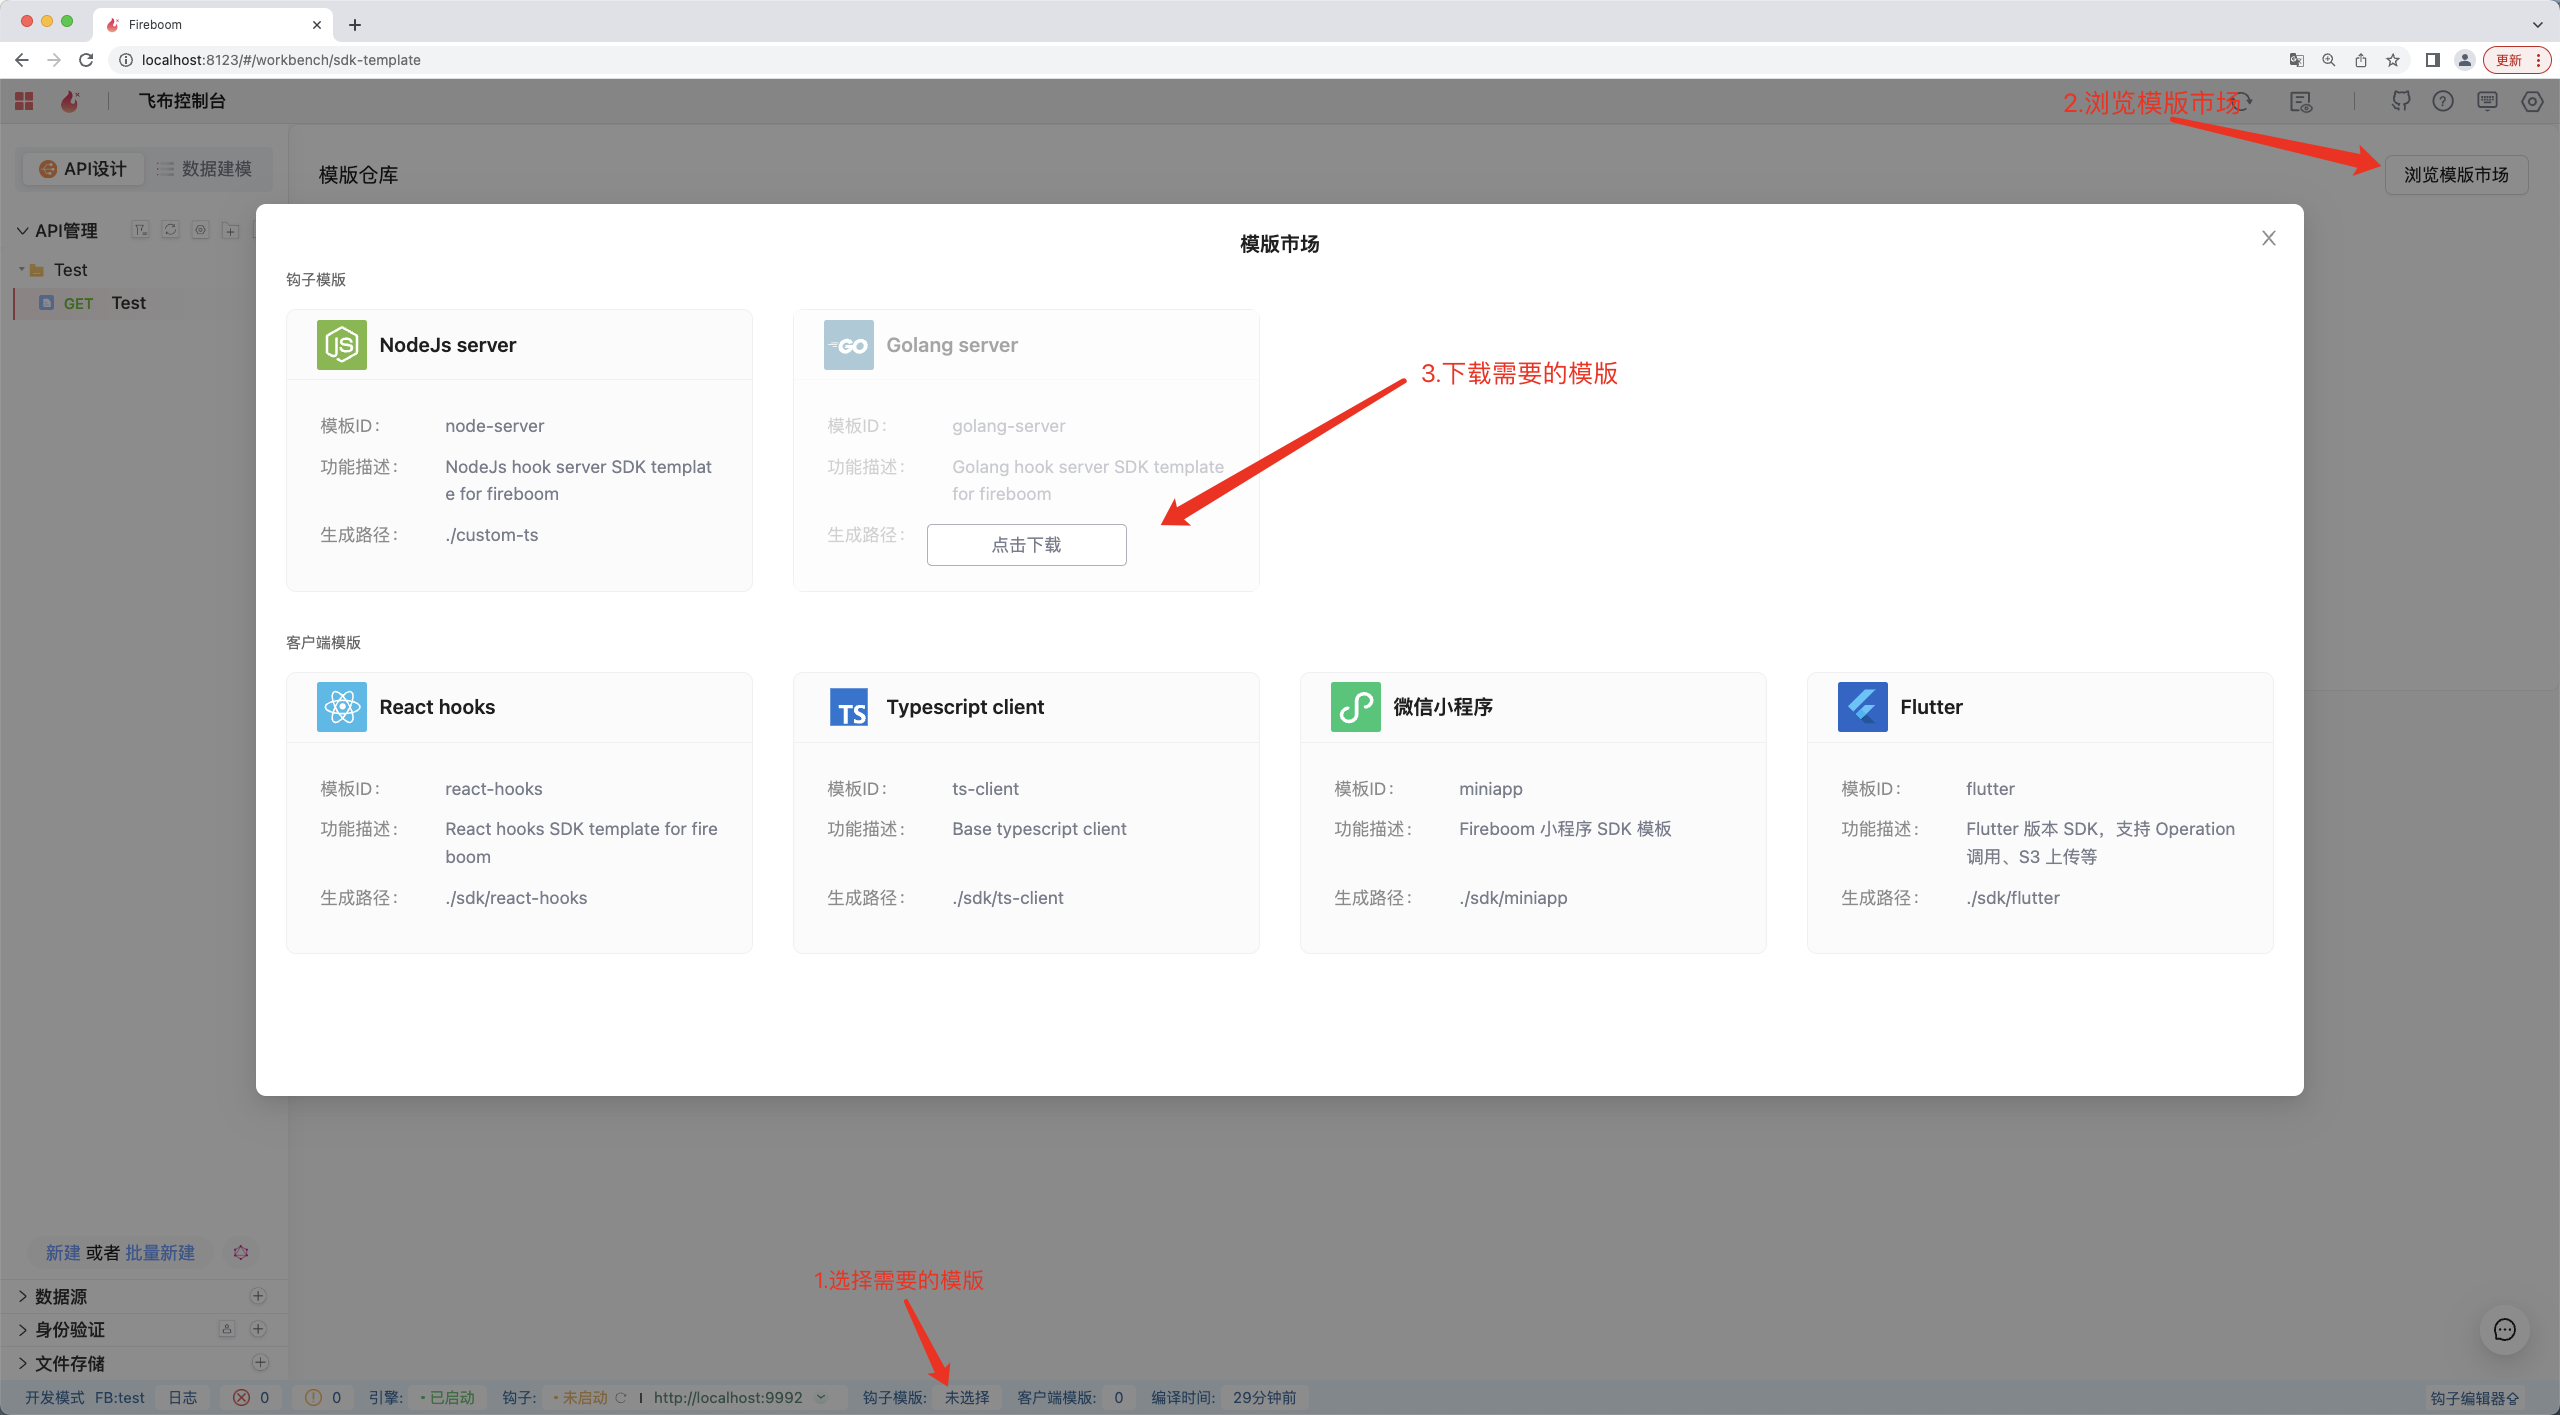 Fireboom
localhost:8123/#/workbench/sdk-template
更新
飞布控制台
2.浏览模版市场
API设计
数据建模
模版仓库
浏览模版市场
API管理
Test
GET Test
模版市场
钩子模版
NodeJs server
模板ID:
node-server
功能描述:
NodeJs hook server SDK templat
e for fireboom
生成路径:
./custom-ts
Golang server
模板ID:
golang-server
功能描述:
Golang hook server SDK template
for fireboom
生成路径:
点击下载
3.下载需要的模版
客户端模版
React hooks
模板ID:
react-hooks
功能描述:
React hooks SDK template for fire
boom
生成路径:
./sdk/react-hooks
TS
Typescript client
模板ID:
ts-client
功能描述:
Base typescript client
生成路径:
./sdk/ts-client
微信小程序
模板ID:
miniapp
功能描述:
Fireboom 小程序 SDK 模板
生成路径:
./sdk/miniapp
Flutter
模板ID:
flutter
功能描述:
Flutter 版本 SDK，支持 Operation
调用、S3 上传等
生成路径:
./sdk/flutter
新建 或者 批量新建
1.选择需要的模版
数据源
身份验证
文件存储
开发模式 FB:test 日志 0 0 引擎: 已启动 钩子: 未启动 http://localhost:9992 钩子模版: 未选择 客户端模版: 0 编译时间: 29分钟前 钩子编辑器